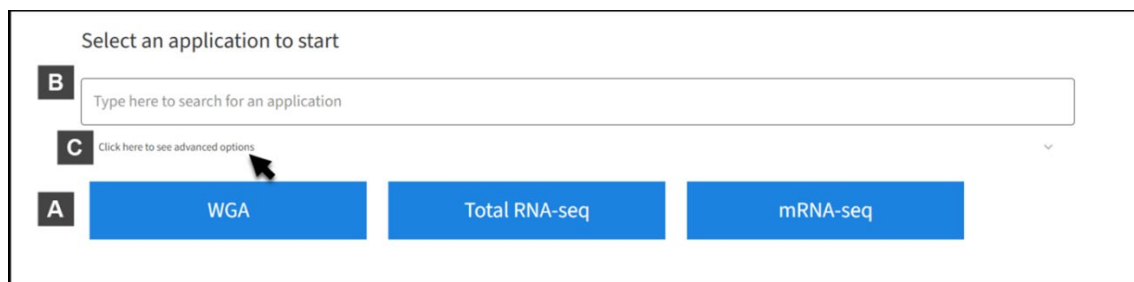 Select an application to start
B
Type here to search for an application
C Click here to see advanced options
A WGA Total RNA-seq mRNA-seq